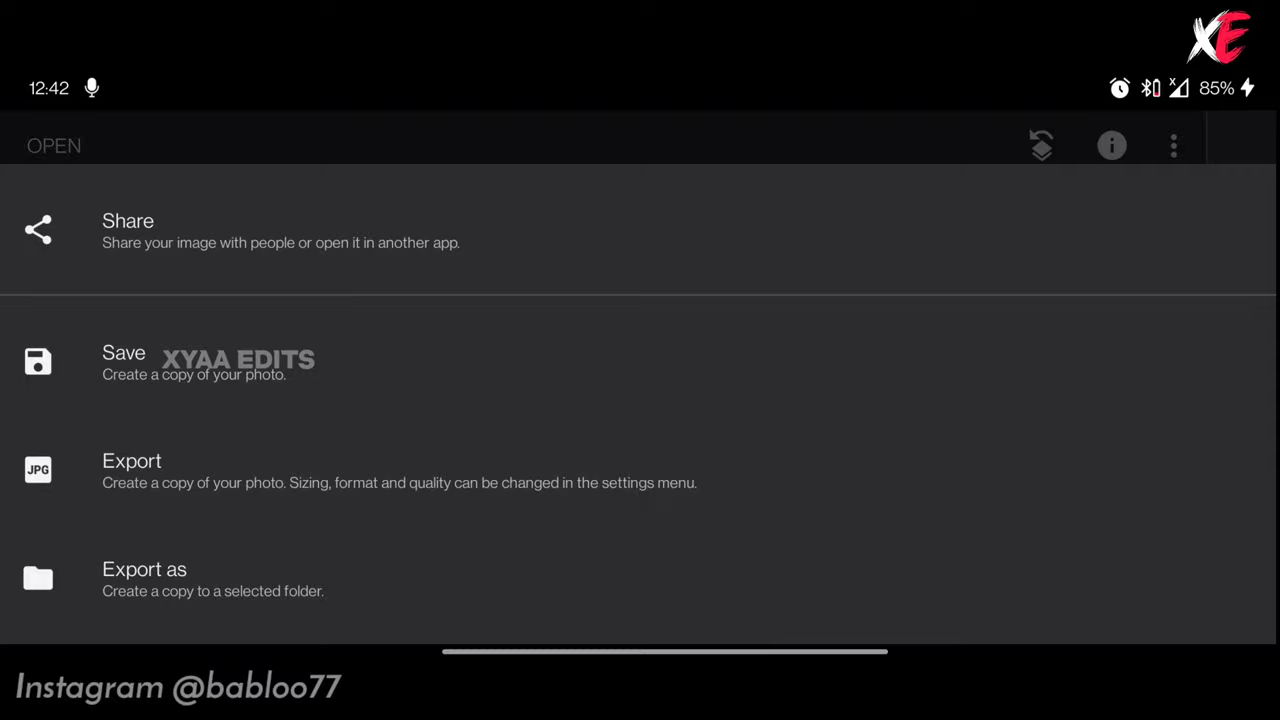 XE
12:42
85%
OPEN
Share
Share your image with people or open it in another app.
Save
XYAA EDITS
Create a copy of your photo.
JPG
Export
Create a copy of your photo. Sizing, format and quality can be changed in the settings menu.
Export as
Create a copy to a selected folder.
Instagram @babloo77